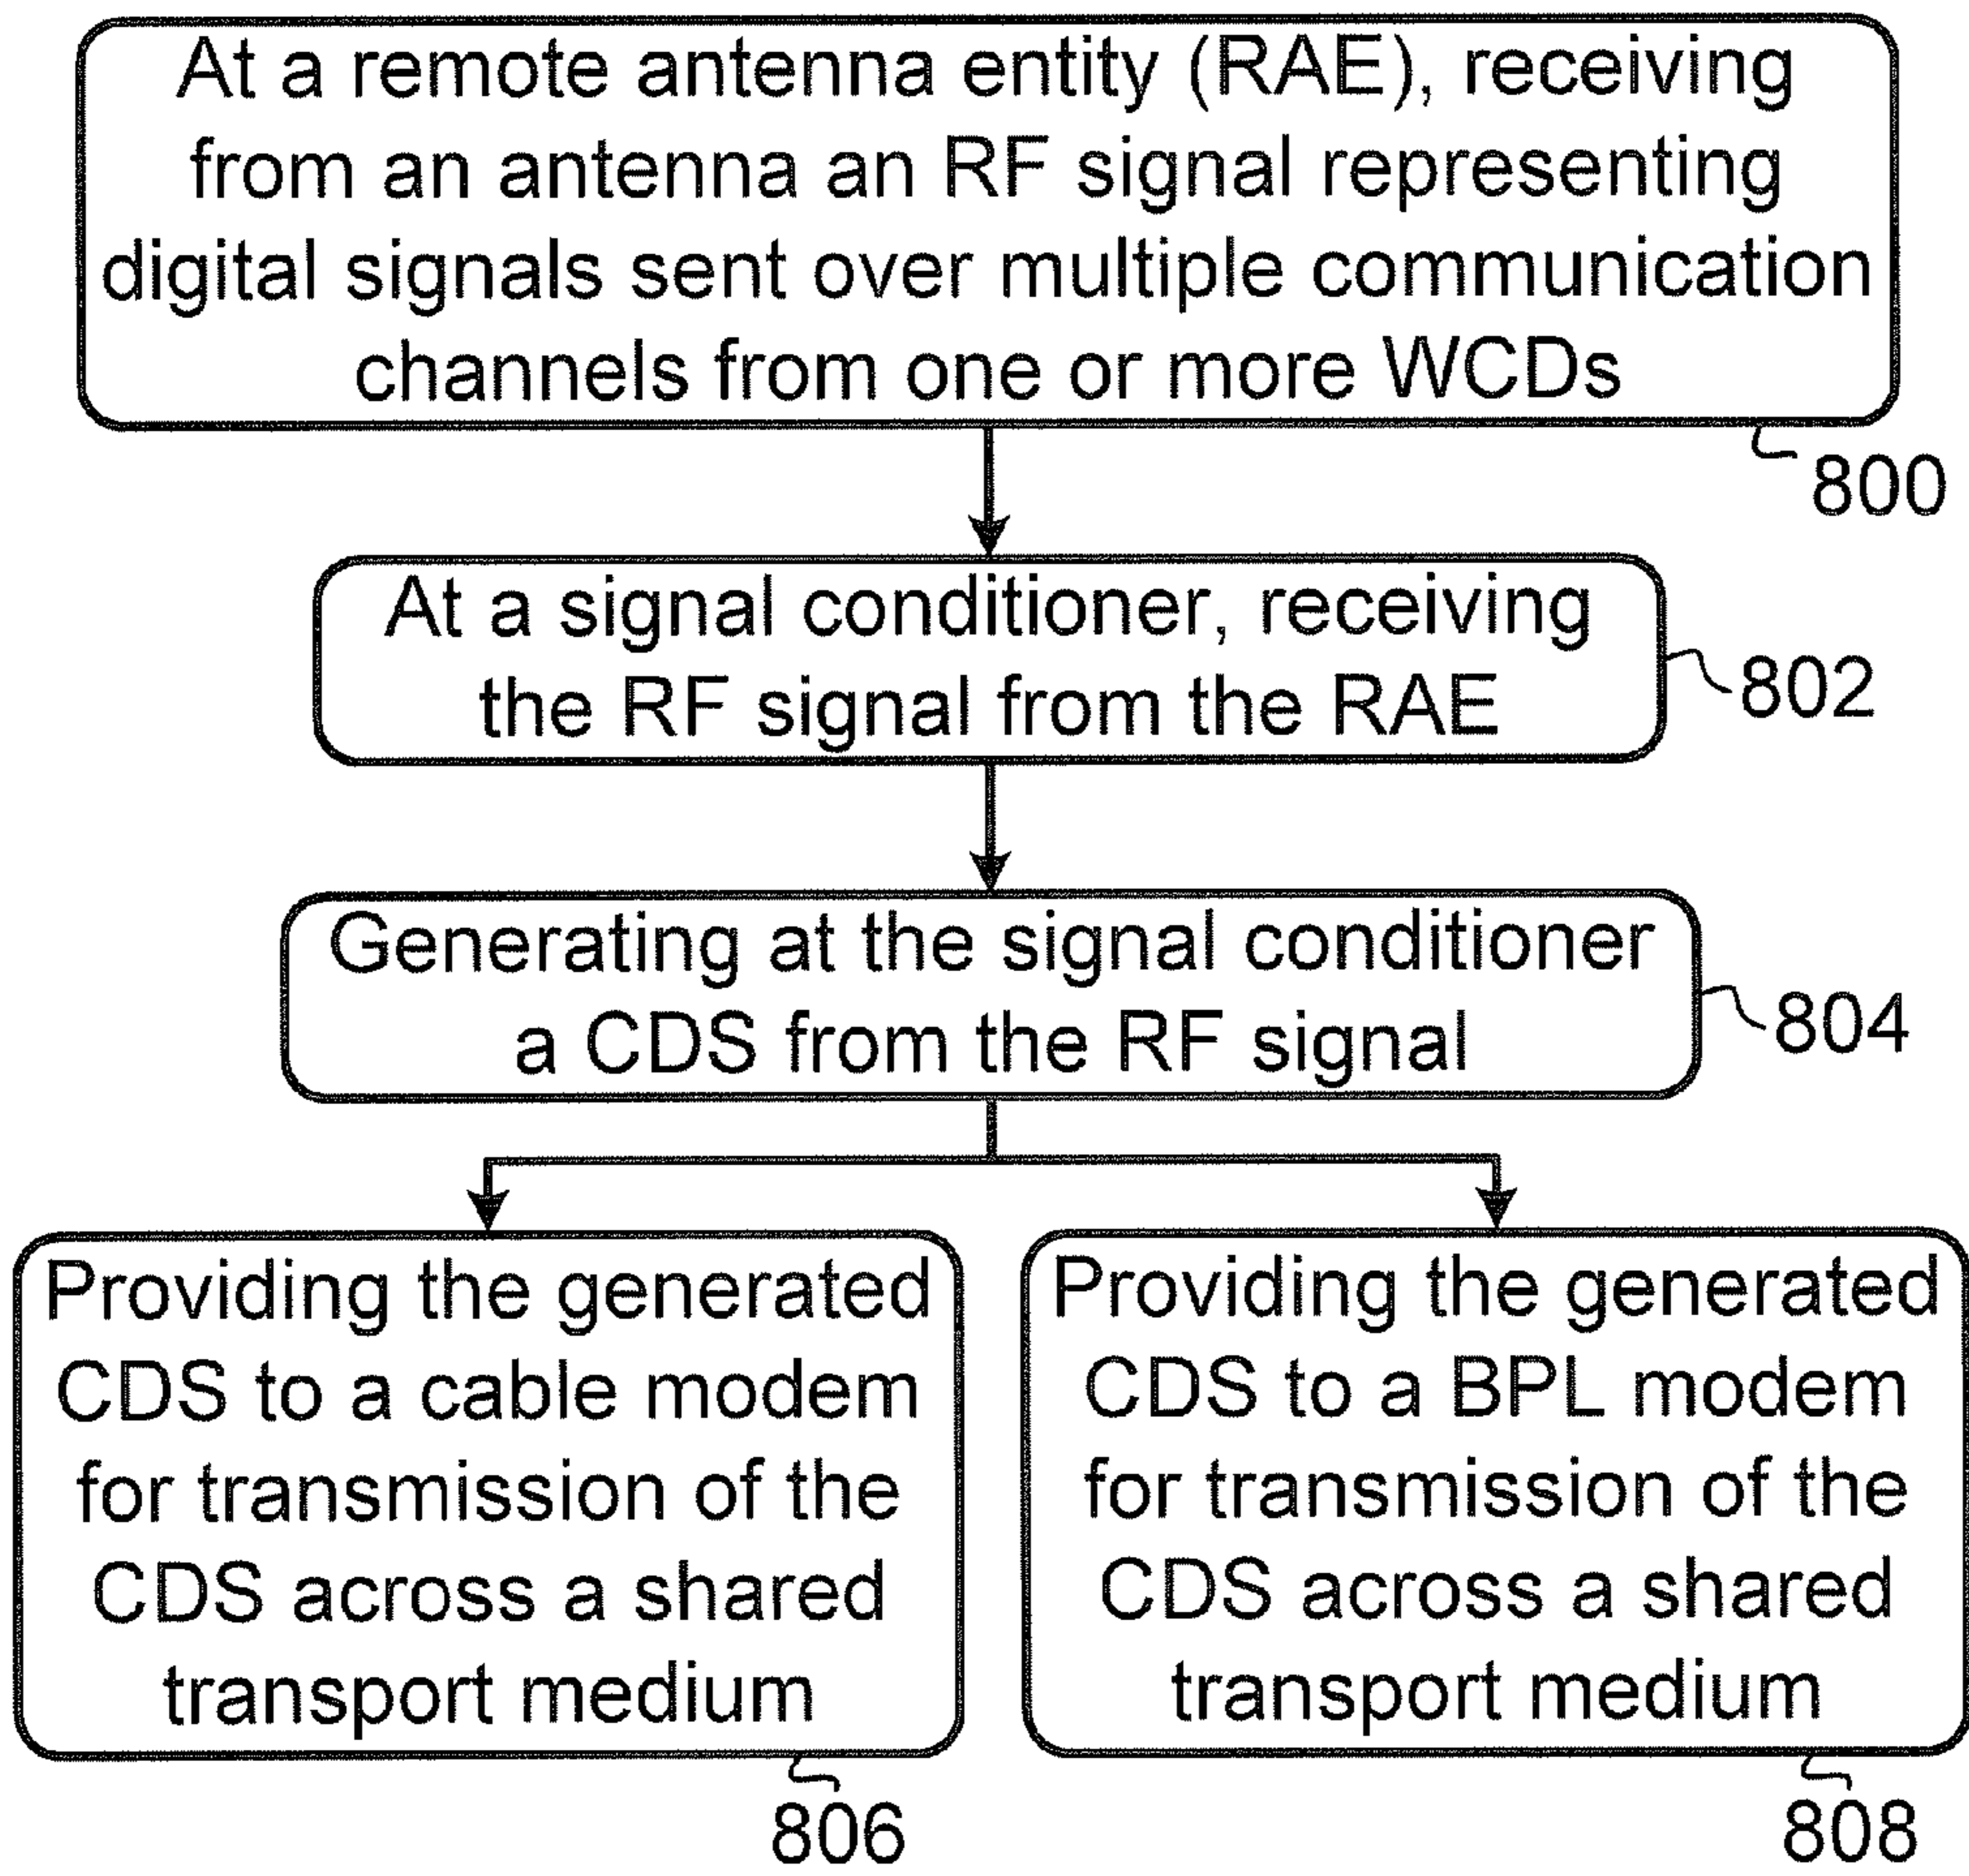 At a remote antenna entity (RAE), receiving
from an antenna an RF signal representing
digital signals sent over multiple communication
channels from one or more WCDs
800
At a signal conditioner, receiving
the RF signal from the RAE
802
Generating at the signal conditioner
a CDS from the RF signal
804
Providing the generated
CDS to a cable modem
for transmission of the
CDS across a shared
transport medium
806
Providing the generated
CDS to a BPL modem
for transmission of the
CDS across a shared
transport medium
808